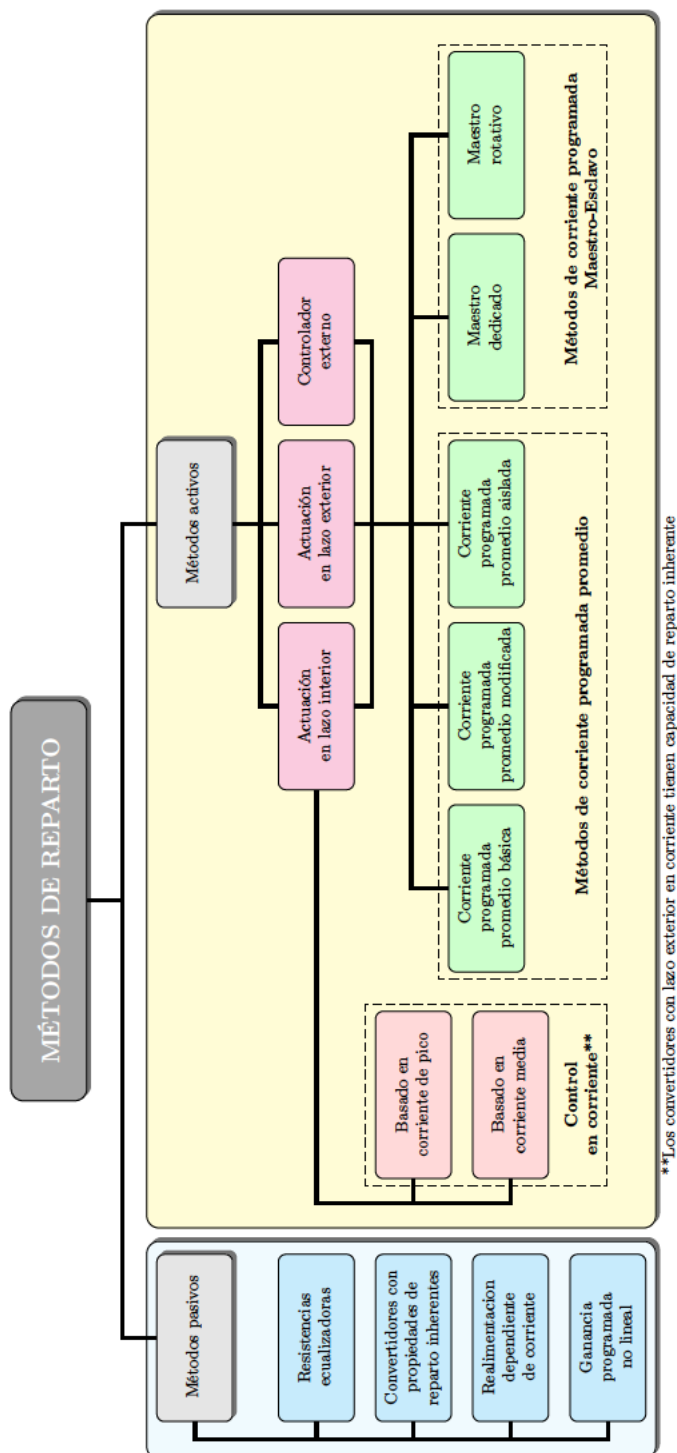 MÉTODOS DE REPARTO
Métodos pasivos
Resistencias
ecualizadoras
Convertidores con
propiedades de
reparto inherentes
Realimentacion
dependiente
de corriente
Ganancia
programada
no lineal
Métodos activos
Actuación
en lazo interior
Actuación
en lazo exterior
Controlador
externo
Basado en
corriente de pico
Basado en
corriente media
Control
en corriente**
Corriente
programada
promedio básica
Corriente
programada
promedio modificada
Corriente
programada
promedio aislada
Métodos de corriente programada promedio
Maestro
dedicado
Maestro
rotativo
Métodos de corriente programada
Maestro-Esclavo
**Los convertidores con lazo exterior en corriente tienen capacidad de reparto inherente